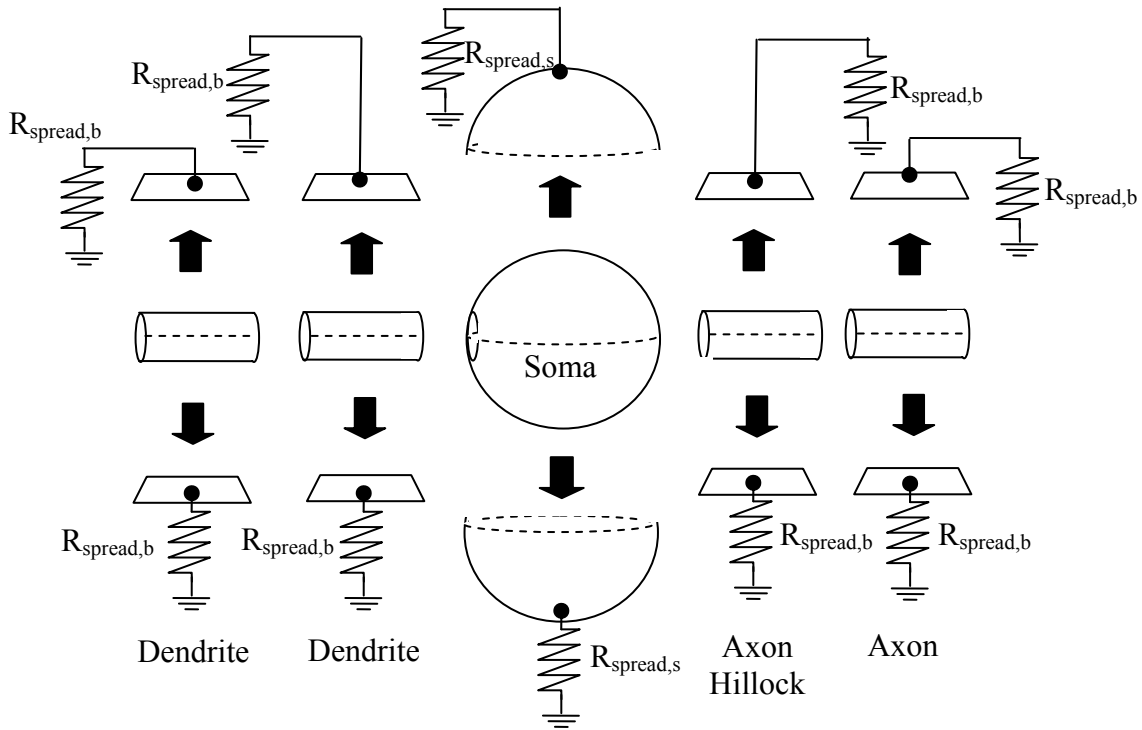 R_spread,s
R_spread,b
R_spread,b
R_spread,b
R_spread,b
Soma
R_spread,b
R_spread,b
R_spread,b
R_spread,b
Dendrite
Dendrite
R_spread,s
Axon
Hillock
Axon